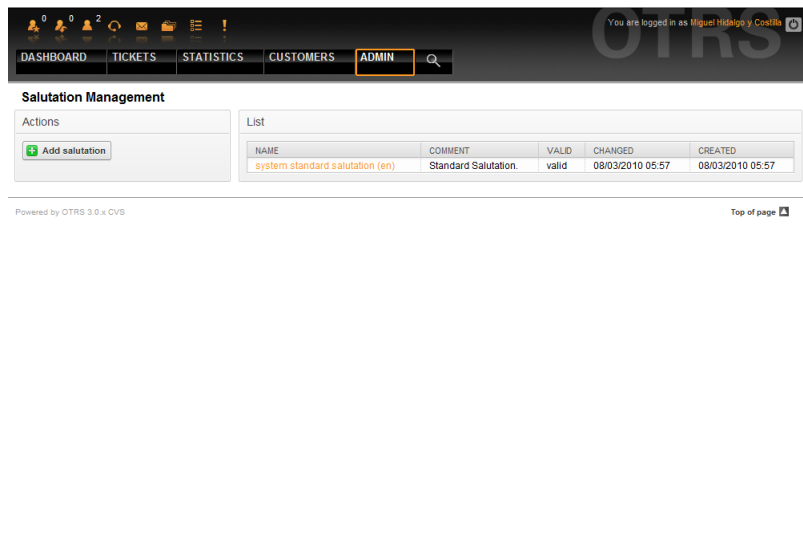 0 0 2
OTRS
You are logged in as Miguel Hidalgo y Costilla
DASHBOARD TICKETS STATISTICS CUSTOMERS ADMIN
Salutation Management
Actions
Add salutation
List
NAME COMMENT VALID CHANGED CREATED
system standard salutation (en) Standard Salutation. valid 08/03/2010 05:57 08/03/2010 05:57
Powered by OTRS 3.0.x CVS
Top of page